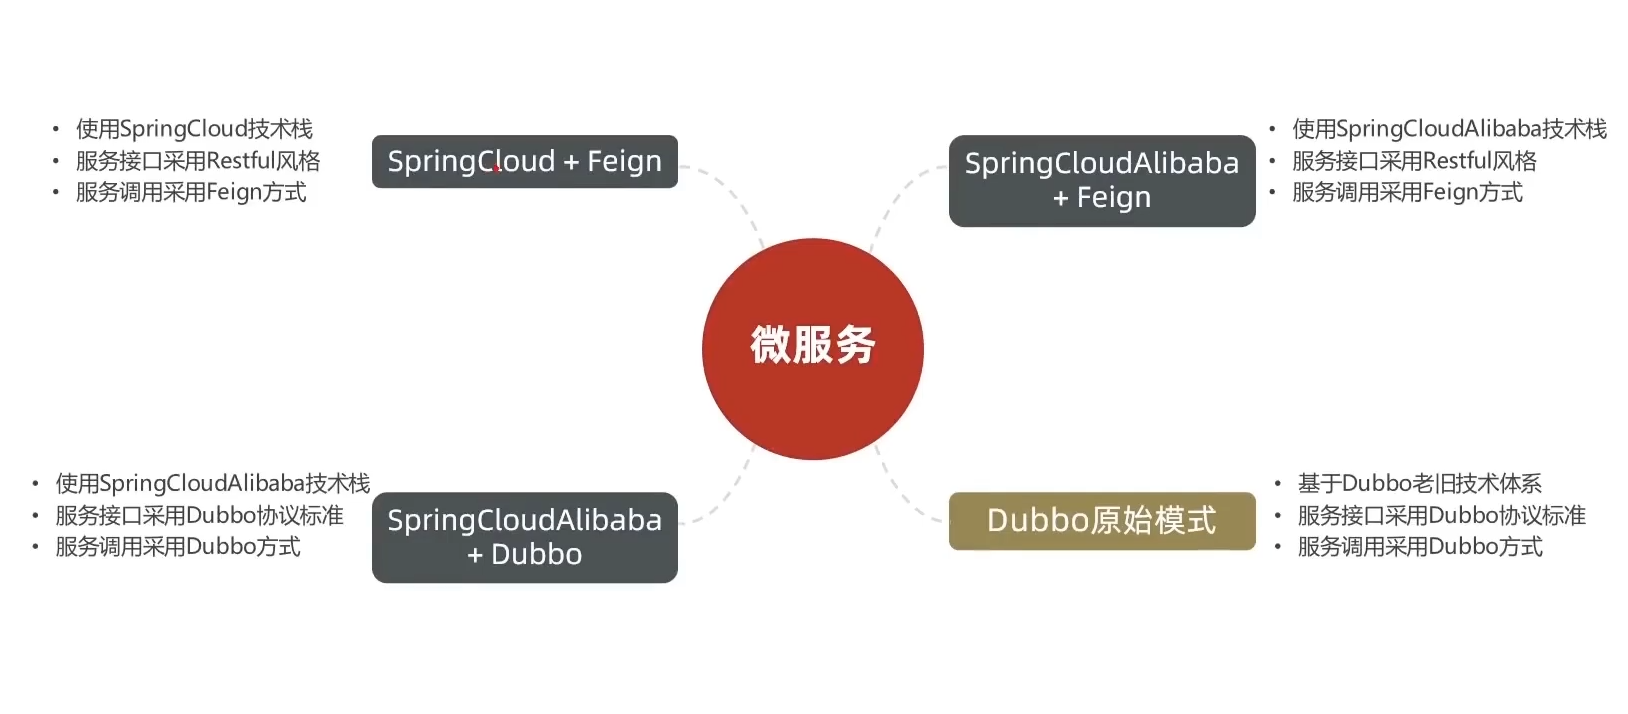 • 使用SpringCloud技术栈
• 服务接口采用Restful风格
• 服务调用采用Feign方式
SpringCloud + Feign
SpringCloudAlibaba
+ Feign
• 使用SpringCloudAlibaba技术栈
• 服务接口采用Restful风格
• 服务调用采用Feign方式
微服务
• 使用SpringCloudAlibaba技术栈
• 服务接口采用Dubbo协议标准
• 服务调用采用Dubbo方式
SpringCloudAlibaba
+ Dubbo
Dubbo原始模式
• 基于Dubbo老旧技术体系
• 服务接口采用Dubbo协议标准
• 服务调用采用Dubbo方式